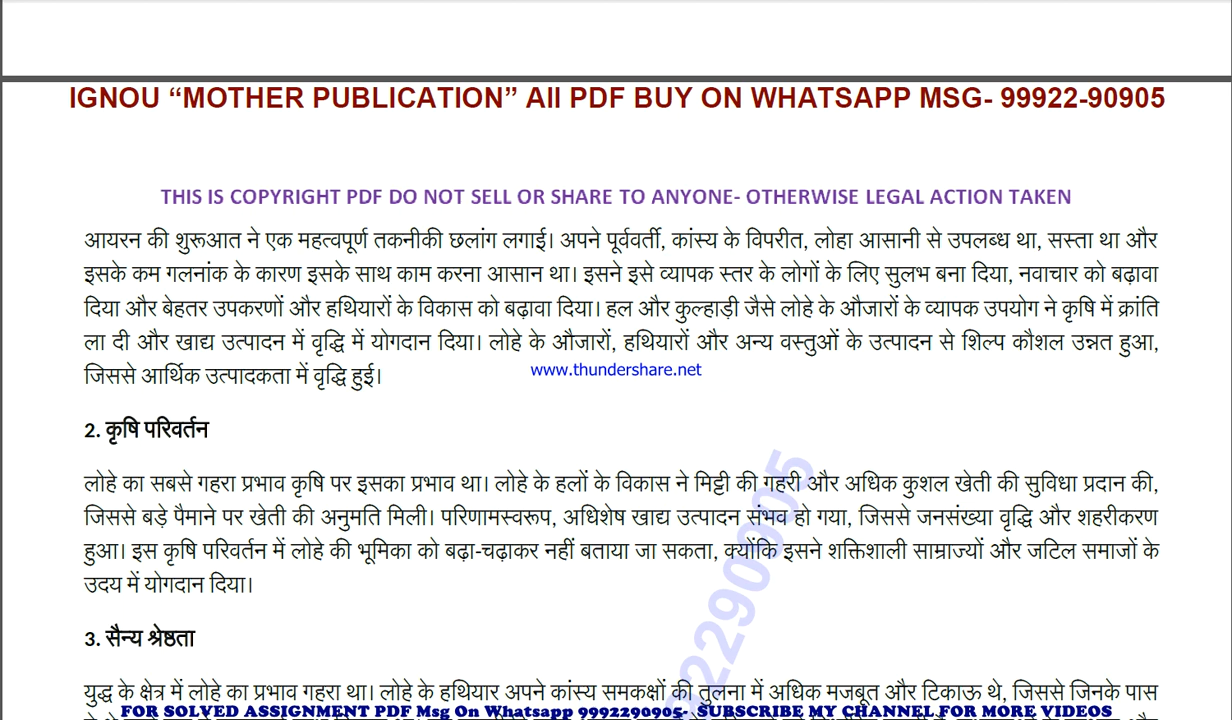 IGNOU “MOTHER PUBLICATION” All PDF BUY ON WHATSAPP MSG- 99922-90905
THIS IS COPYRIGHT PDF DO NOT SELL OR SHARE TO ANYONE- OTHERWISE LEGAL ACTION TAKEN
आयरन की शुरूआत ने एक महत्वपूर्ण तकनीकी छलांग लगाई। अपने पूर्ववर्ती, कांस्य के विपरीत, लोहा आसानी से उपलब्ध था, सस्ता था और
इसके कम गलनांक के कारण इसके साथ काम करना आसान था। इसने इसे व्यापक स्तर के लोगों के लिए सुलभ बना दिया, नवाचार को बढ़ावा
दिया और बेहतर उपकरणों और हथियारों के विकास को बढ़ावा दिया। हल और कुल्हाड़ी जैसे लोहे के औजारों के व्यापक उपयोग ने कृषि में क्रांति
ला दी और खाद्य उत्पादन में वृद्धि में योगदान दिया। लोहे के औजारों, हथियारों और अन्य वस्तुओं के उत्पादन से शिल्प कौशल उन्नत हुआ,
जिससे आर्थिक उत्पादकता में वृद्धि हुई।
www.thundershare.net
2. कृषि परिवर्तन
लोहे का सबसे गहरा प्रभाव कृषि पर इसका प्रभाव था। लोहे के हलों के विकास ने मिट्टी की गहरी और अधिक कुशल खेती की सुविधा प्रदान की,
जिससे बड़े पैमाने पर खेती की अनुमति मिली। परिणामस्वरूप, अधिशेष खाद्य उत्पादन संभव हो गया, जिससे जनसंख्या वृद्धि और शहरीकरण
हुआ। इस कृषि परिवर्तन में लोहे की भूमिका को बढ़ा-चढ़ाकर नहीं बताया जा सकता, क्योंकि इसने शक्तिशाली साम्राज्यों और जटिल समाजों के
उदय में योगदान दिया।
3. सैन्य श्रेष्ठता
युद्ध के क्षेत्र में लोहे का प्रभाव गहरा था। लोहे के हथियार अपने कांस्य समकक्षों की तुलना में अधिक मजबूत और टिकाऊ थे, जिससे जिनके पास
FOR SOLVED ASSIGNMENT PDF Msg On Whatsapp 9992290905- SUBSCRIBE MY CHANNEL FOR MORE VIDEOS